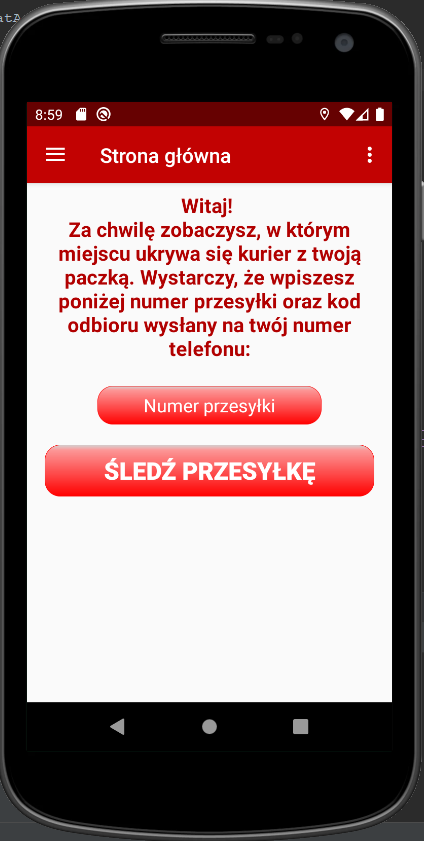 atA
8:59
Strona główna
Witaj!
Za chwilę zobaczysz, w którym
miejscu ukrywa się kurier z twoją
paczką. Wystarczy, że wpiszesz
poniżej numer przesyłki oraz kod
odbioru wysłany na twój numer
telefonu:
Numer przesyłki
ŚLEDŹ PRZESYŁKĘ